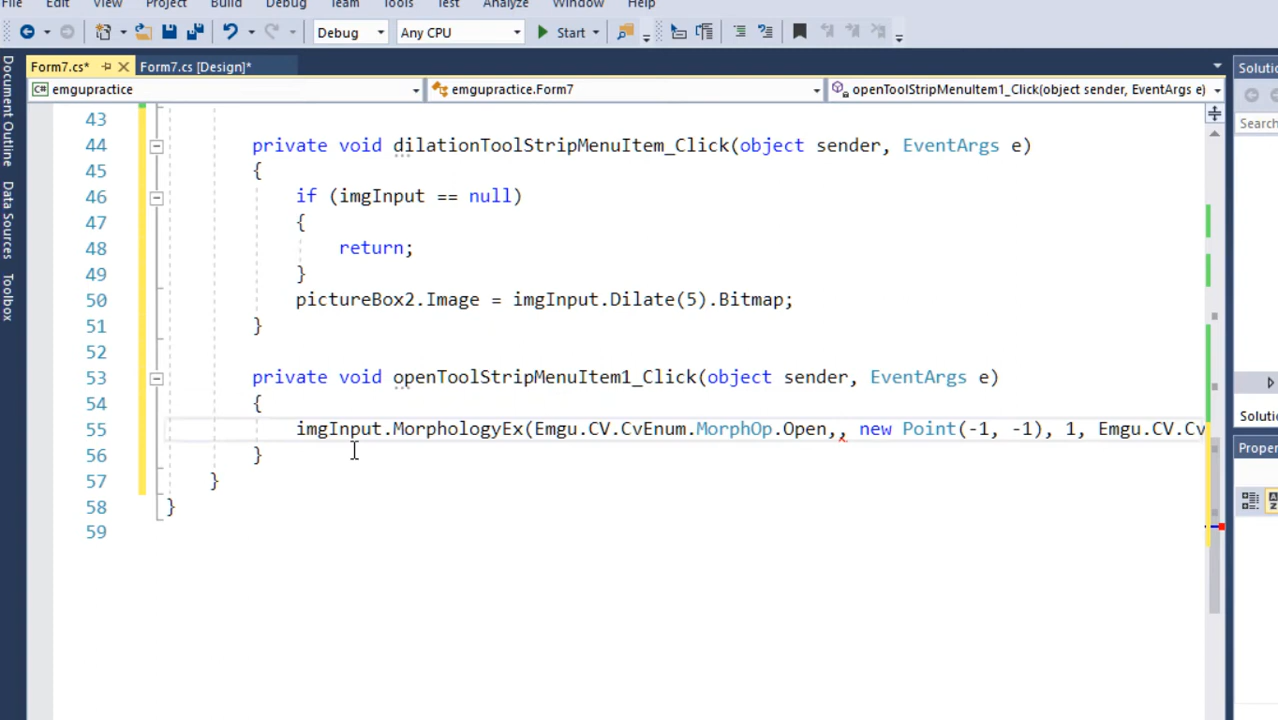 File Edit View Project Build Debug Team Tools Test Analyze Window Help
Debug Any CPU Start
Form7.cs* Form7.cs [Design]* Solutio
C# emgupractice emgupractice.Form7 openToolStripMenuItem1_Click(object sender, EventArgs e)
Document Outline
Data Sources
Toolbox
Search
43
44 private void dilationToolStripMenuItem_Click(object sender, EventArgs e)
45 {
46 if (imgInput == null)
47 {
48 return;
49 }
50 pictureBox2.Image = imgInput.Dilate(5).Bitmap;
51 }
52
53 private void openToolStripMenuItem1_Click(object sender, EventArgs e)
54 {
55 imgInput.MorphologyEx(Emgu.CV.CvEnum.MorphOp.Open,, new Point(-1, -1), 1, Emgu.CV.Cv
56 }
57 }
58 }
59
Solutio
Proper